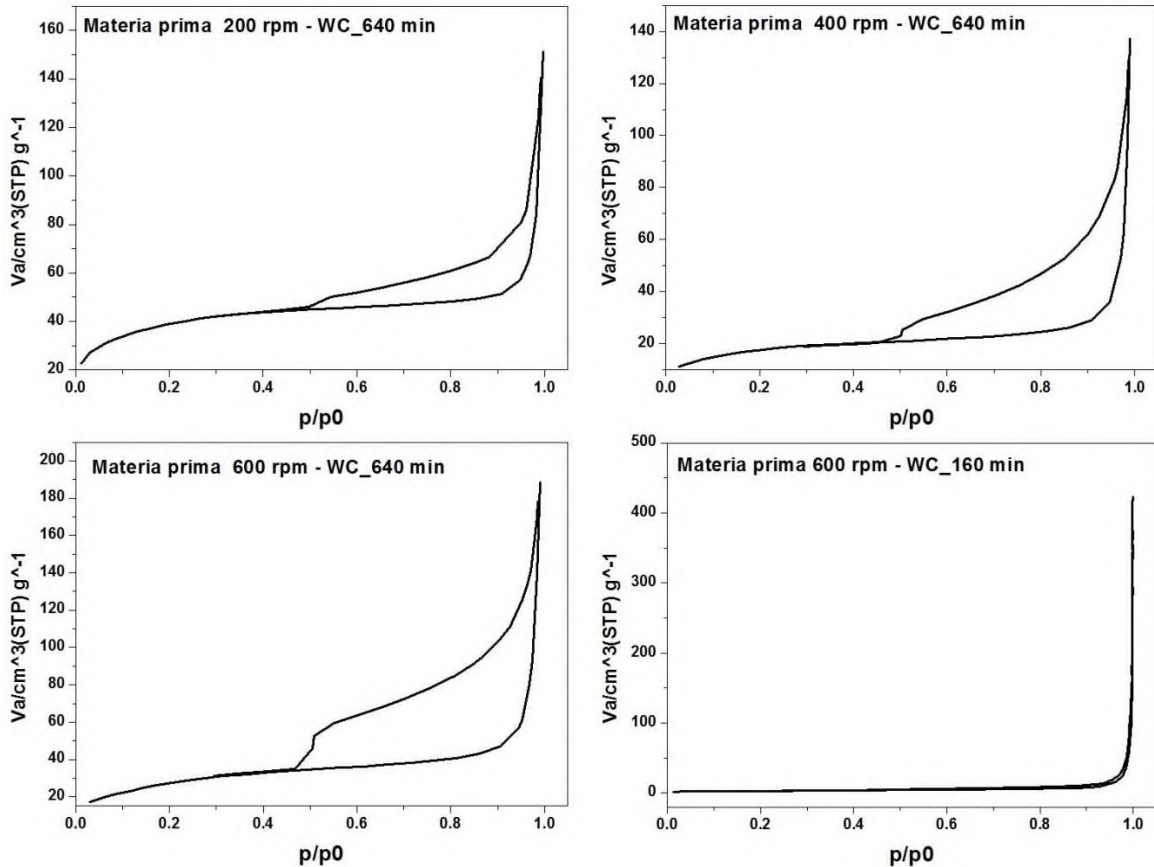 Materia prima 200 rpm - WC_640 min
Va/cm^3(STP) g^-1
160
140
120
100
80
60
40
20
0.0 0.2 0.4 0.6 0.8 1.0
p/p0
Materia prima 400 rpm - WC_640 min
Va/cm^3(STP) g^-1
140
120
100
80
60
40
20
0.0 0.2 0.4 0.6 0.8 1.0
p/p0
Materia prima 600 rpm - WC_640 min
Va/cm^3(STP) g^-1
200
180
160
140
120
100
80
60
40
20
0.0 0.2 0.4 0.6 0.8 1.0
p/p0
Materia prima 600 rpm - WC_160 min
Va/cm^3(STP) g^-1
500
400
300
200
100
0
0.0 0.2 0.4 0.6 0.8 1.0
p/p0